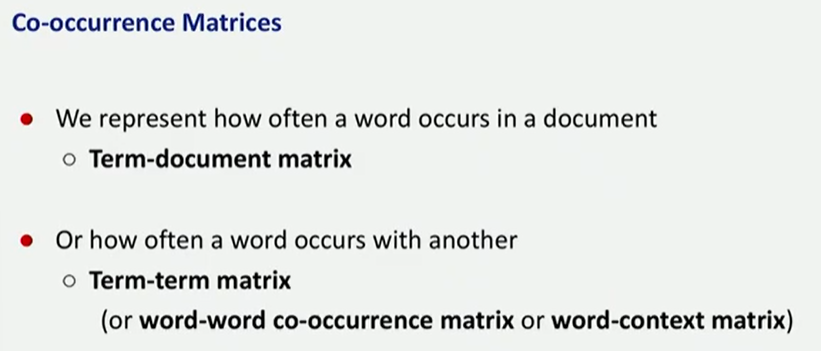 Co-occurrence Matrices
● We represent how often a word occurs in a document
○ Term-document matrix
● Or how often a word occurs with another
○ Term-term matrix
(or word-word co-occurrence matrix or word-context matrix)